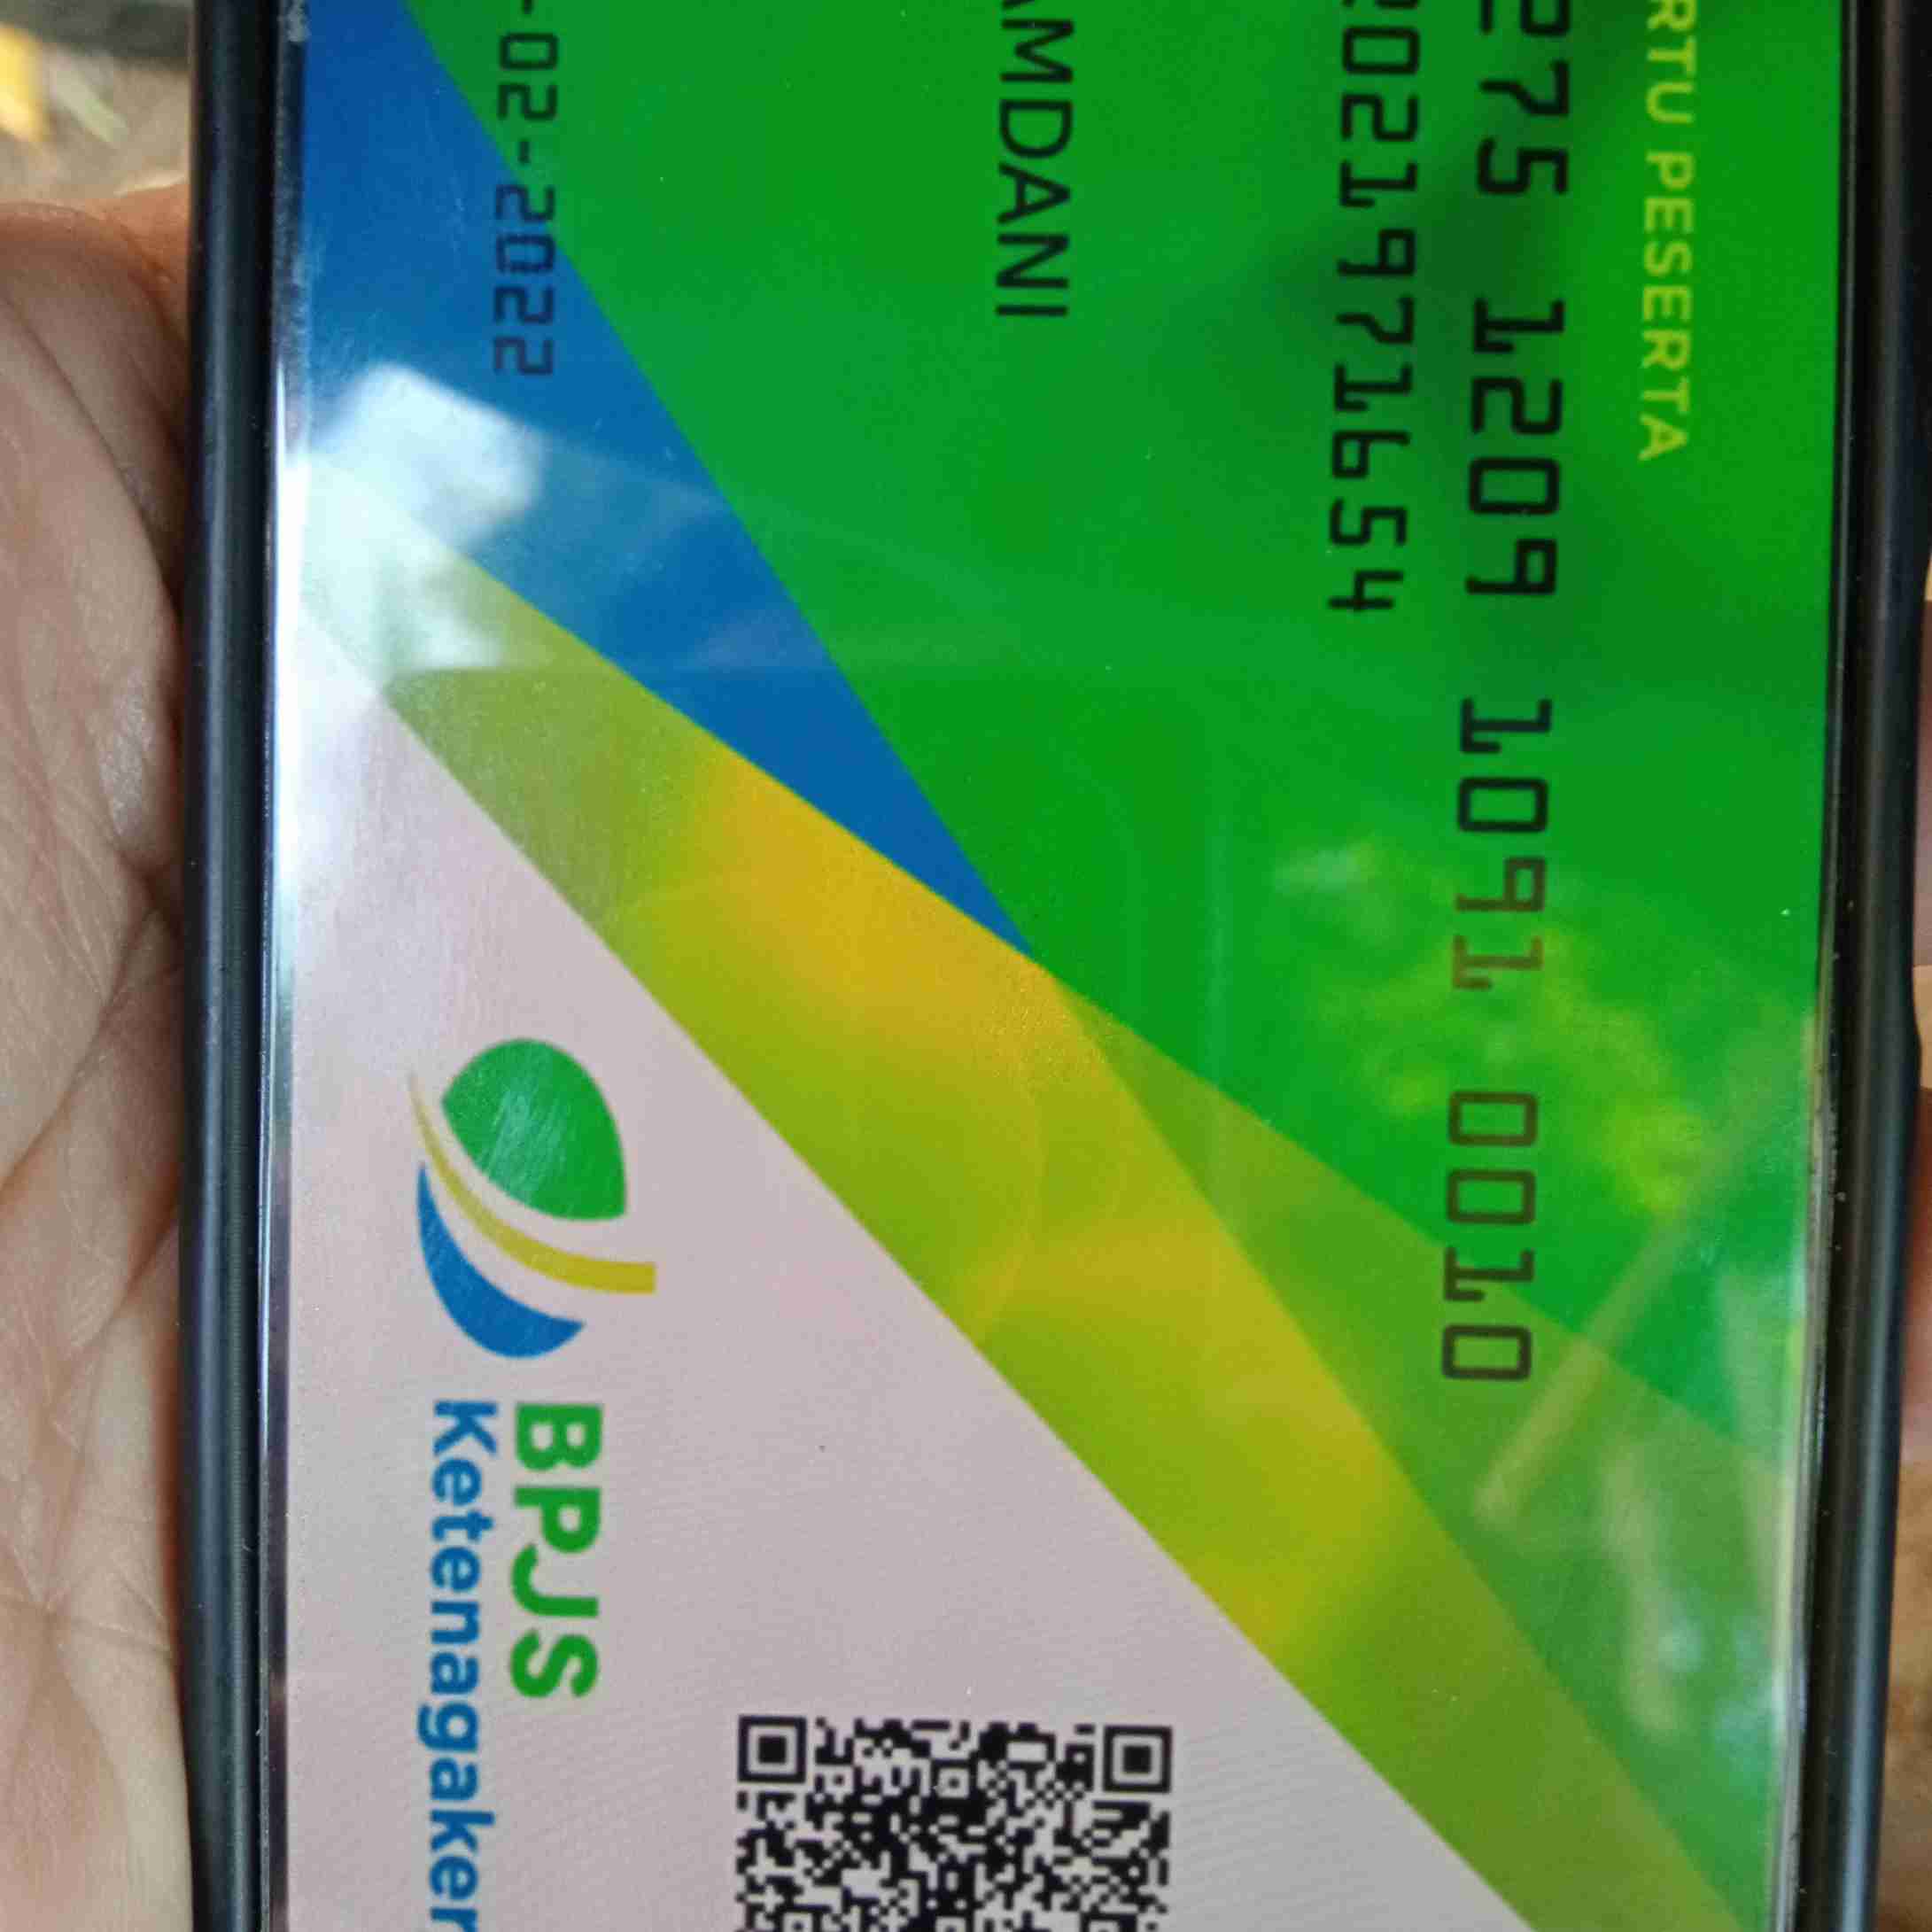 RTU PESERTA
275 1209 1091 0010
2021971654
AMDANI
-02-2022
BPJS
Ketenagaker